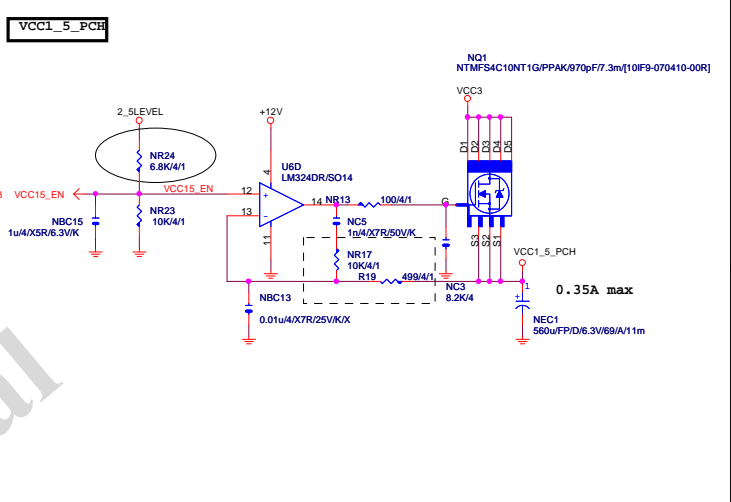 VCC1_5_PCH
NQ1
NTMFS4C10NT1G/PPAK/970pF/7.3m/[10IF9-070410-00R]
VCC3
2_5LEVEL
+12V
D1
D2
D3
D4
D5
NR24
6.8K/4/1
4
U6D
LM324DR/SO14
VCC15_EN
VCC15_EN
12
+
14
NR13
100/4/1
G
13
−
NR23
10K/4/1
NBC15
1u/4/X5R/6.3V/K
NC5
1n/4/X7R/50V/K
11
S3
S2
S1
NR17
10K/4/1
VCC1_5_PCH
R19
499/4/1
NC3
8.2K/4
1
0.35A max
NBC13
0.01u/4/X7R/25V/K/X
+
NEC1
560u/FP/D/6.3V/69/A/11m
al